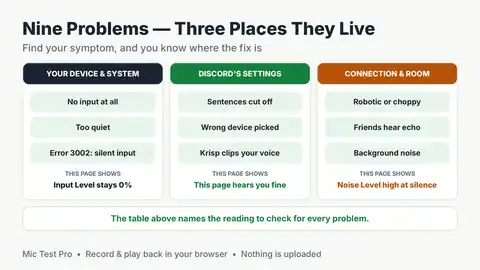 Nine Problems — Three Places They Live
Find your symptom, and you know where the fix is
YOUR DEVICE & SYSTEM
No input at all
Too quiet
Error 3002: silent input
THIS PAGE SHOWS
Input Level stays 0%
DISCORD'S SETTINGS
Sentences cut off
Wrong device picked
Krisp clips your voice
THIS PAGE SHOWS
This page hears you fine
CONNECTION & ROOM
Robotic or choppy
Friends hear echo
Background noise
THIS PAGE SHOWS
Noise Level high at silence
The table above names the reading to check for every problem.
Mic Test Pro • Record & play back in your browser • Nothing is uploaded